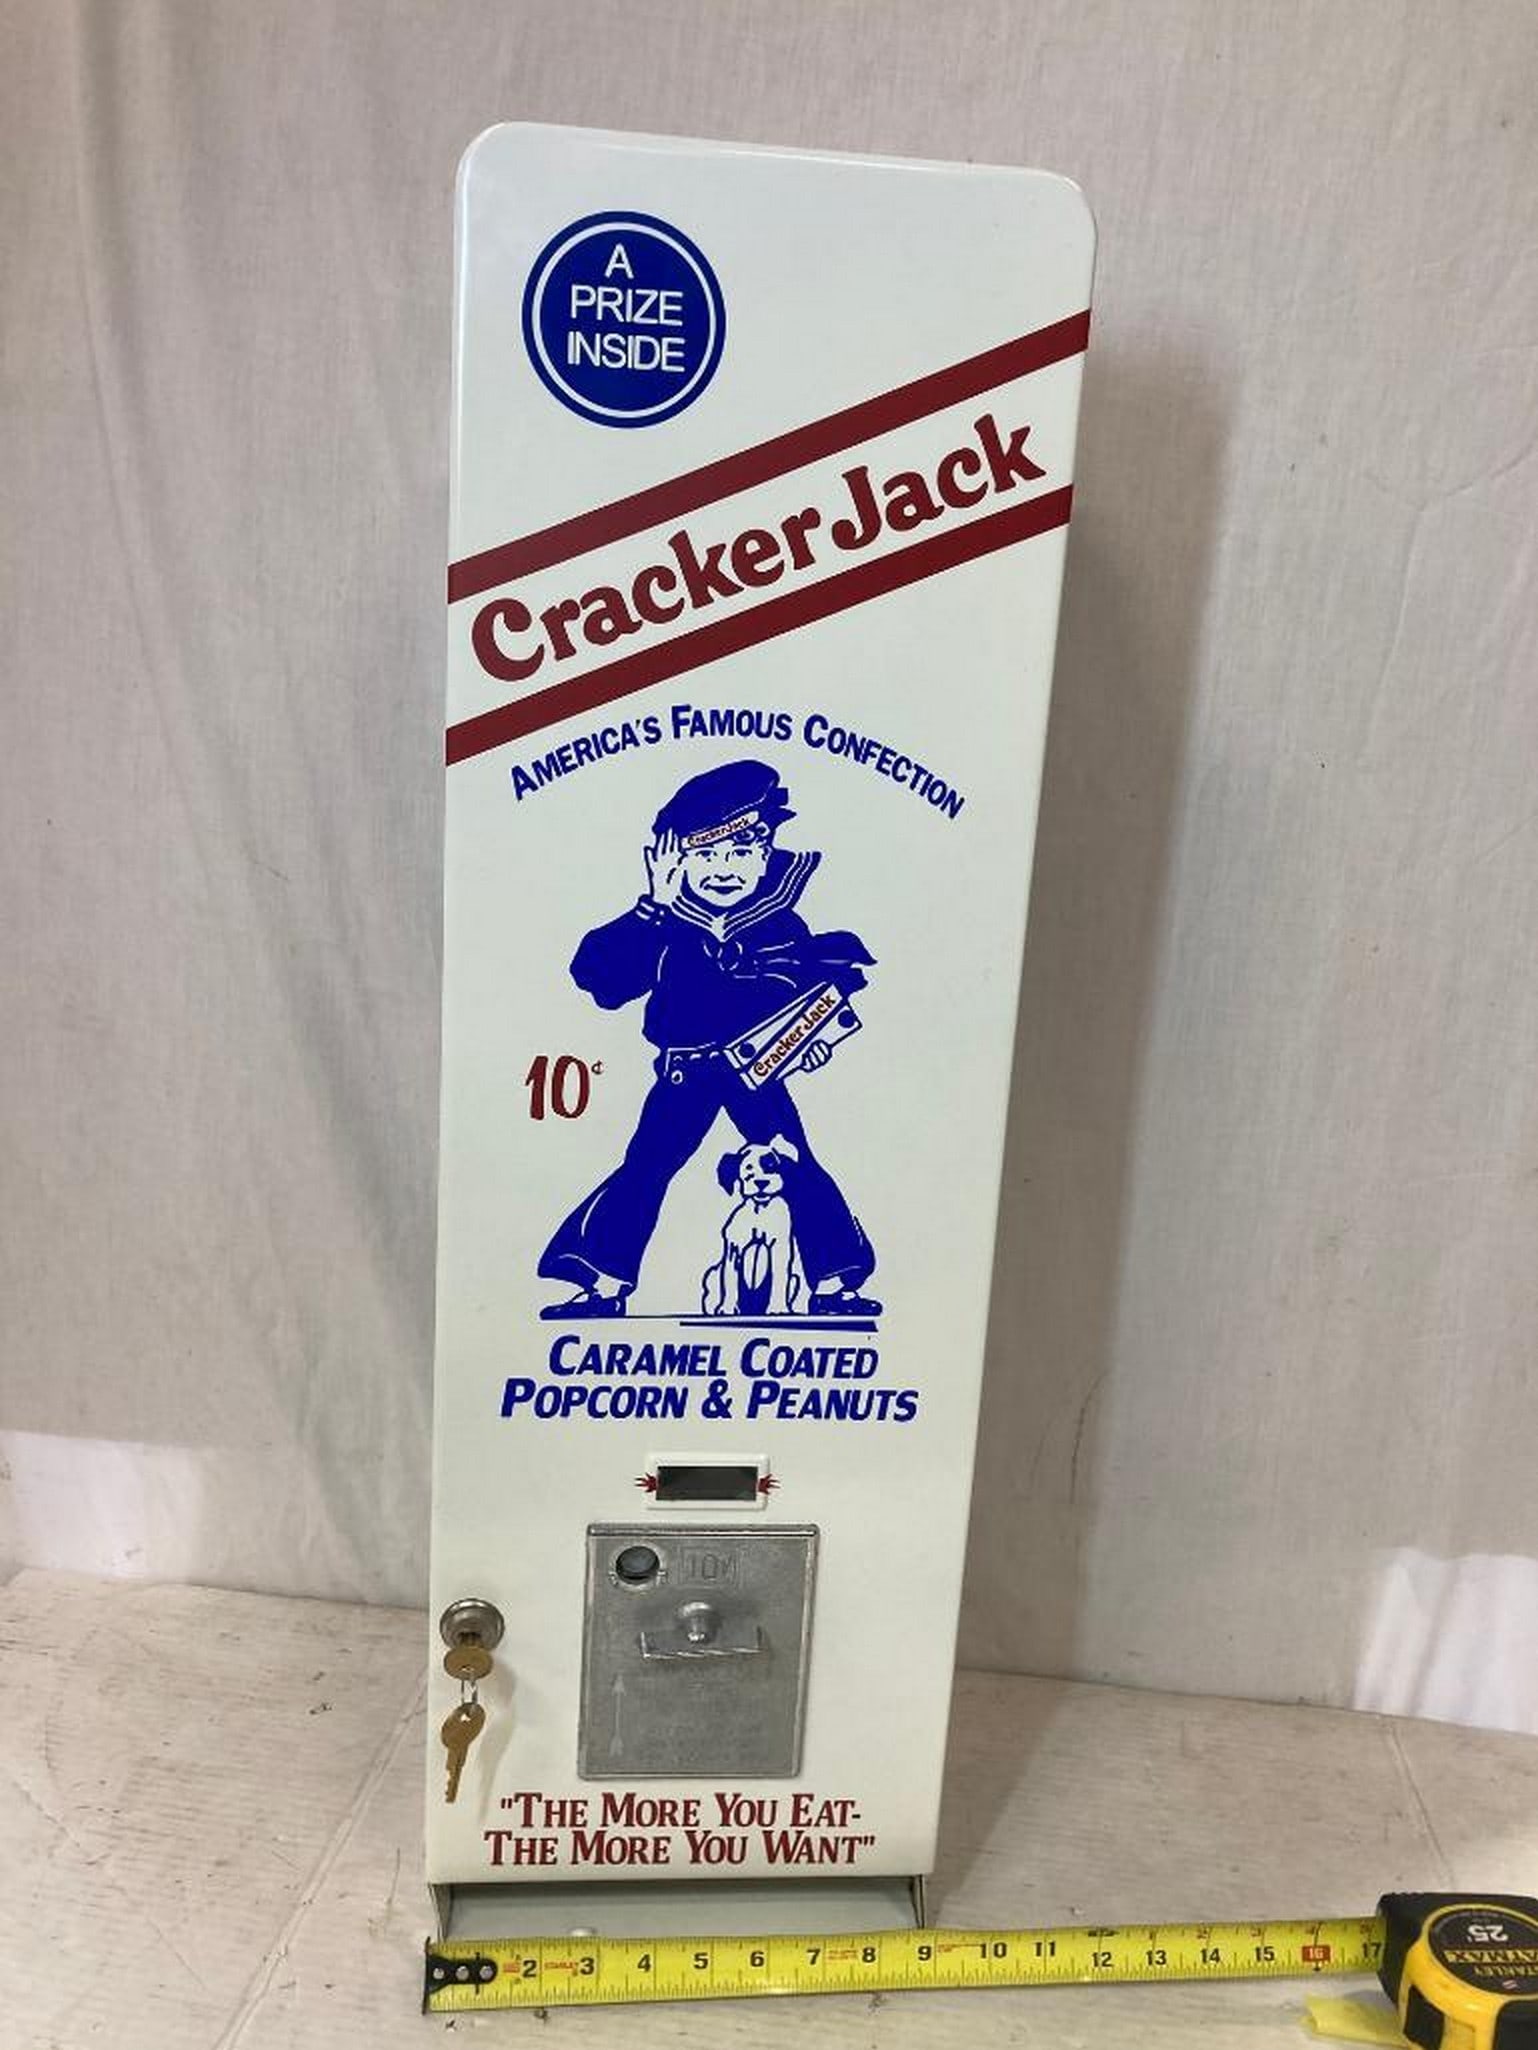 A
PRIZE
INSIDE
Cracker Jack
AMERICA'S FAMOUS CONFECTION
Cracker Jack
Cracker Jack
10¢
CARAMEL COATED
POPCORN & PEANUTS
10¢
"THE MORE YOU EAT-
THE MORE YOU WANT"
2 3 4 5 6 7 8 9 10 11 12 13 14 15 16 17
25'
STANLEY